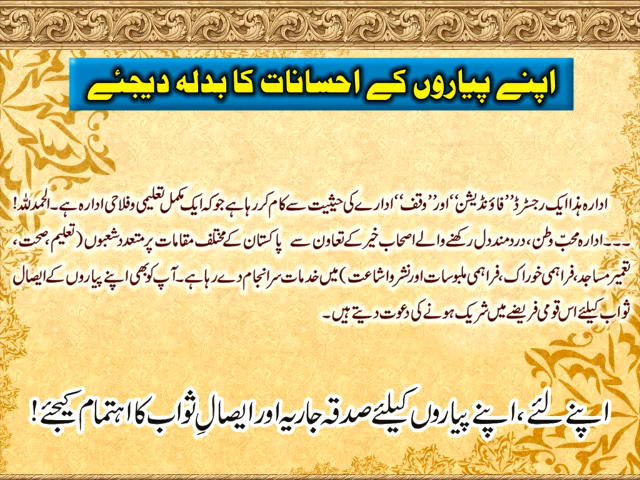 اپنے پیاروں کے احسانات کا بدلہ دیجئے
ادارہ ہذا ایک رجسٹرڈ ”فاؤنڈیشن“ اور ”وقف“ ادارے کی حیثیت سے کام کر رہا ہے جو کہ ایک مکمل تعلیمی و فلاحی ادارہ ہے۔ الحمد للہ!
۔۔۔ ادارہ محبِّ وطن، دردمند دل رکھنے والے اصحاب خیر کے تعاون سے پاکستان کے مختلف مقامات پر متعدد شعبوں (تعلیم، صحت،
تعمیر مساجد، فراہمی خوراک، فراہمی ملبوسات اور نشر و اشاعت) میں خدمات سرانجام دے رہا ہے۔ آپ کو بھی اپنے پیاروں کے ایصال
ثواب کیلئے اس قومی فریضے میں شریک ہونے کی دعوت دیتے ہیں۔
اپنے لئے، اپنے پیاروں کیلئے صدقہ جاریہ اور ایصالِ ثواب کا اہتمام کیجئے!